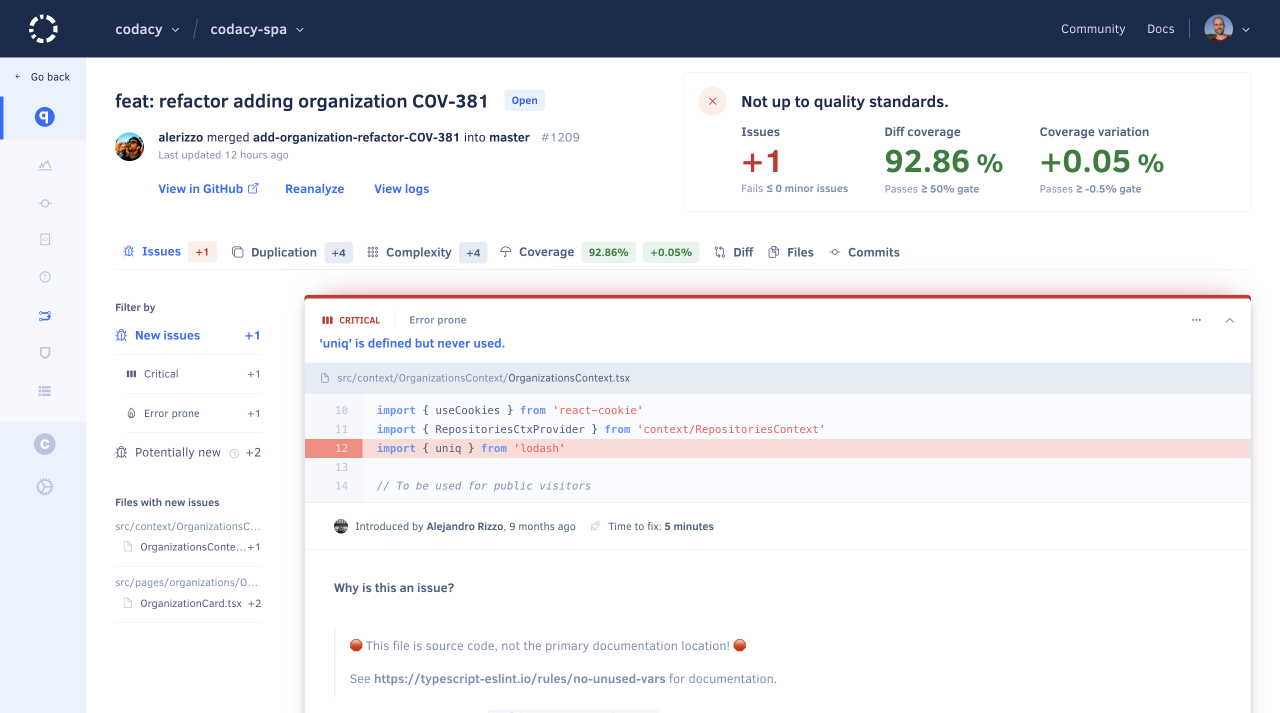 codacy
codacy-spa
Community
Docs
Go back
feat: refactor adding organization COV-381
Open
alerizzo merged add-organization-refactor-COV-381 into master #1209
Last updated 12 hours ago
View in GitHub
Reanalyze
View logs
Not up to quality standards.
Issues
+1
Fails ≤ 0 minor issues
Diff coverage
92.86 %
Passes ≥ 50% gate
Coverage variation
+0.05 %
Passes ≥ -0.5% gate
Issues +1
Duplication +4
Complexity +4
Coverage 92.86% +0.05%
Diff
Files
Commits
Filter by
New issues +1
Critical +1
Error prone +1
Potentially new ? +2
Files with new issues
src/context/OrganizationsC...
OrganizationsConte... +1
src/pages/organizations/O...
OrganizationCard.tsx +2
CRITICAL
Error prone
'uniq' is defined but never used.
src/context/OrganizationsContext/OrganizationsContext.tsx
10 import { useCookies } from 'react-cookie'
11 import { RepositoriesCtxProvider } from 'context/RepositoriesContext'
12 import { uniq } from 'lodash'
13
14 // To be used for public visitors
Introduced by Alejandro Rizzo, 9 months ago
Time to fix: 5 minutes
Why is this an issue?
🛑 This file is source code, not the primary documentation location! 🛑
See https://typescript-eslint.io/rules/no-unused-vars for documentation.
C